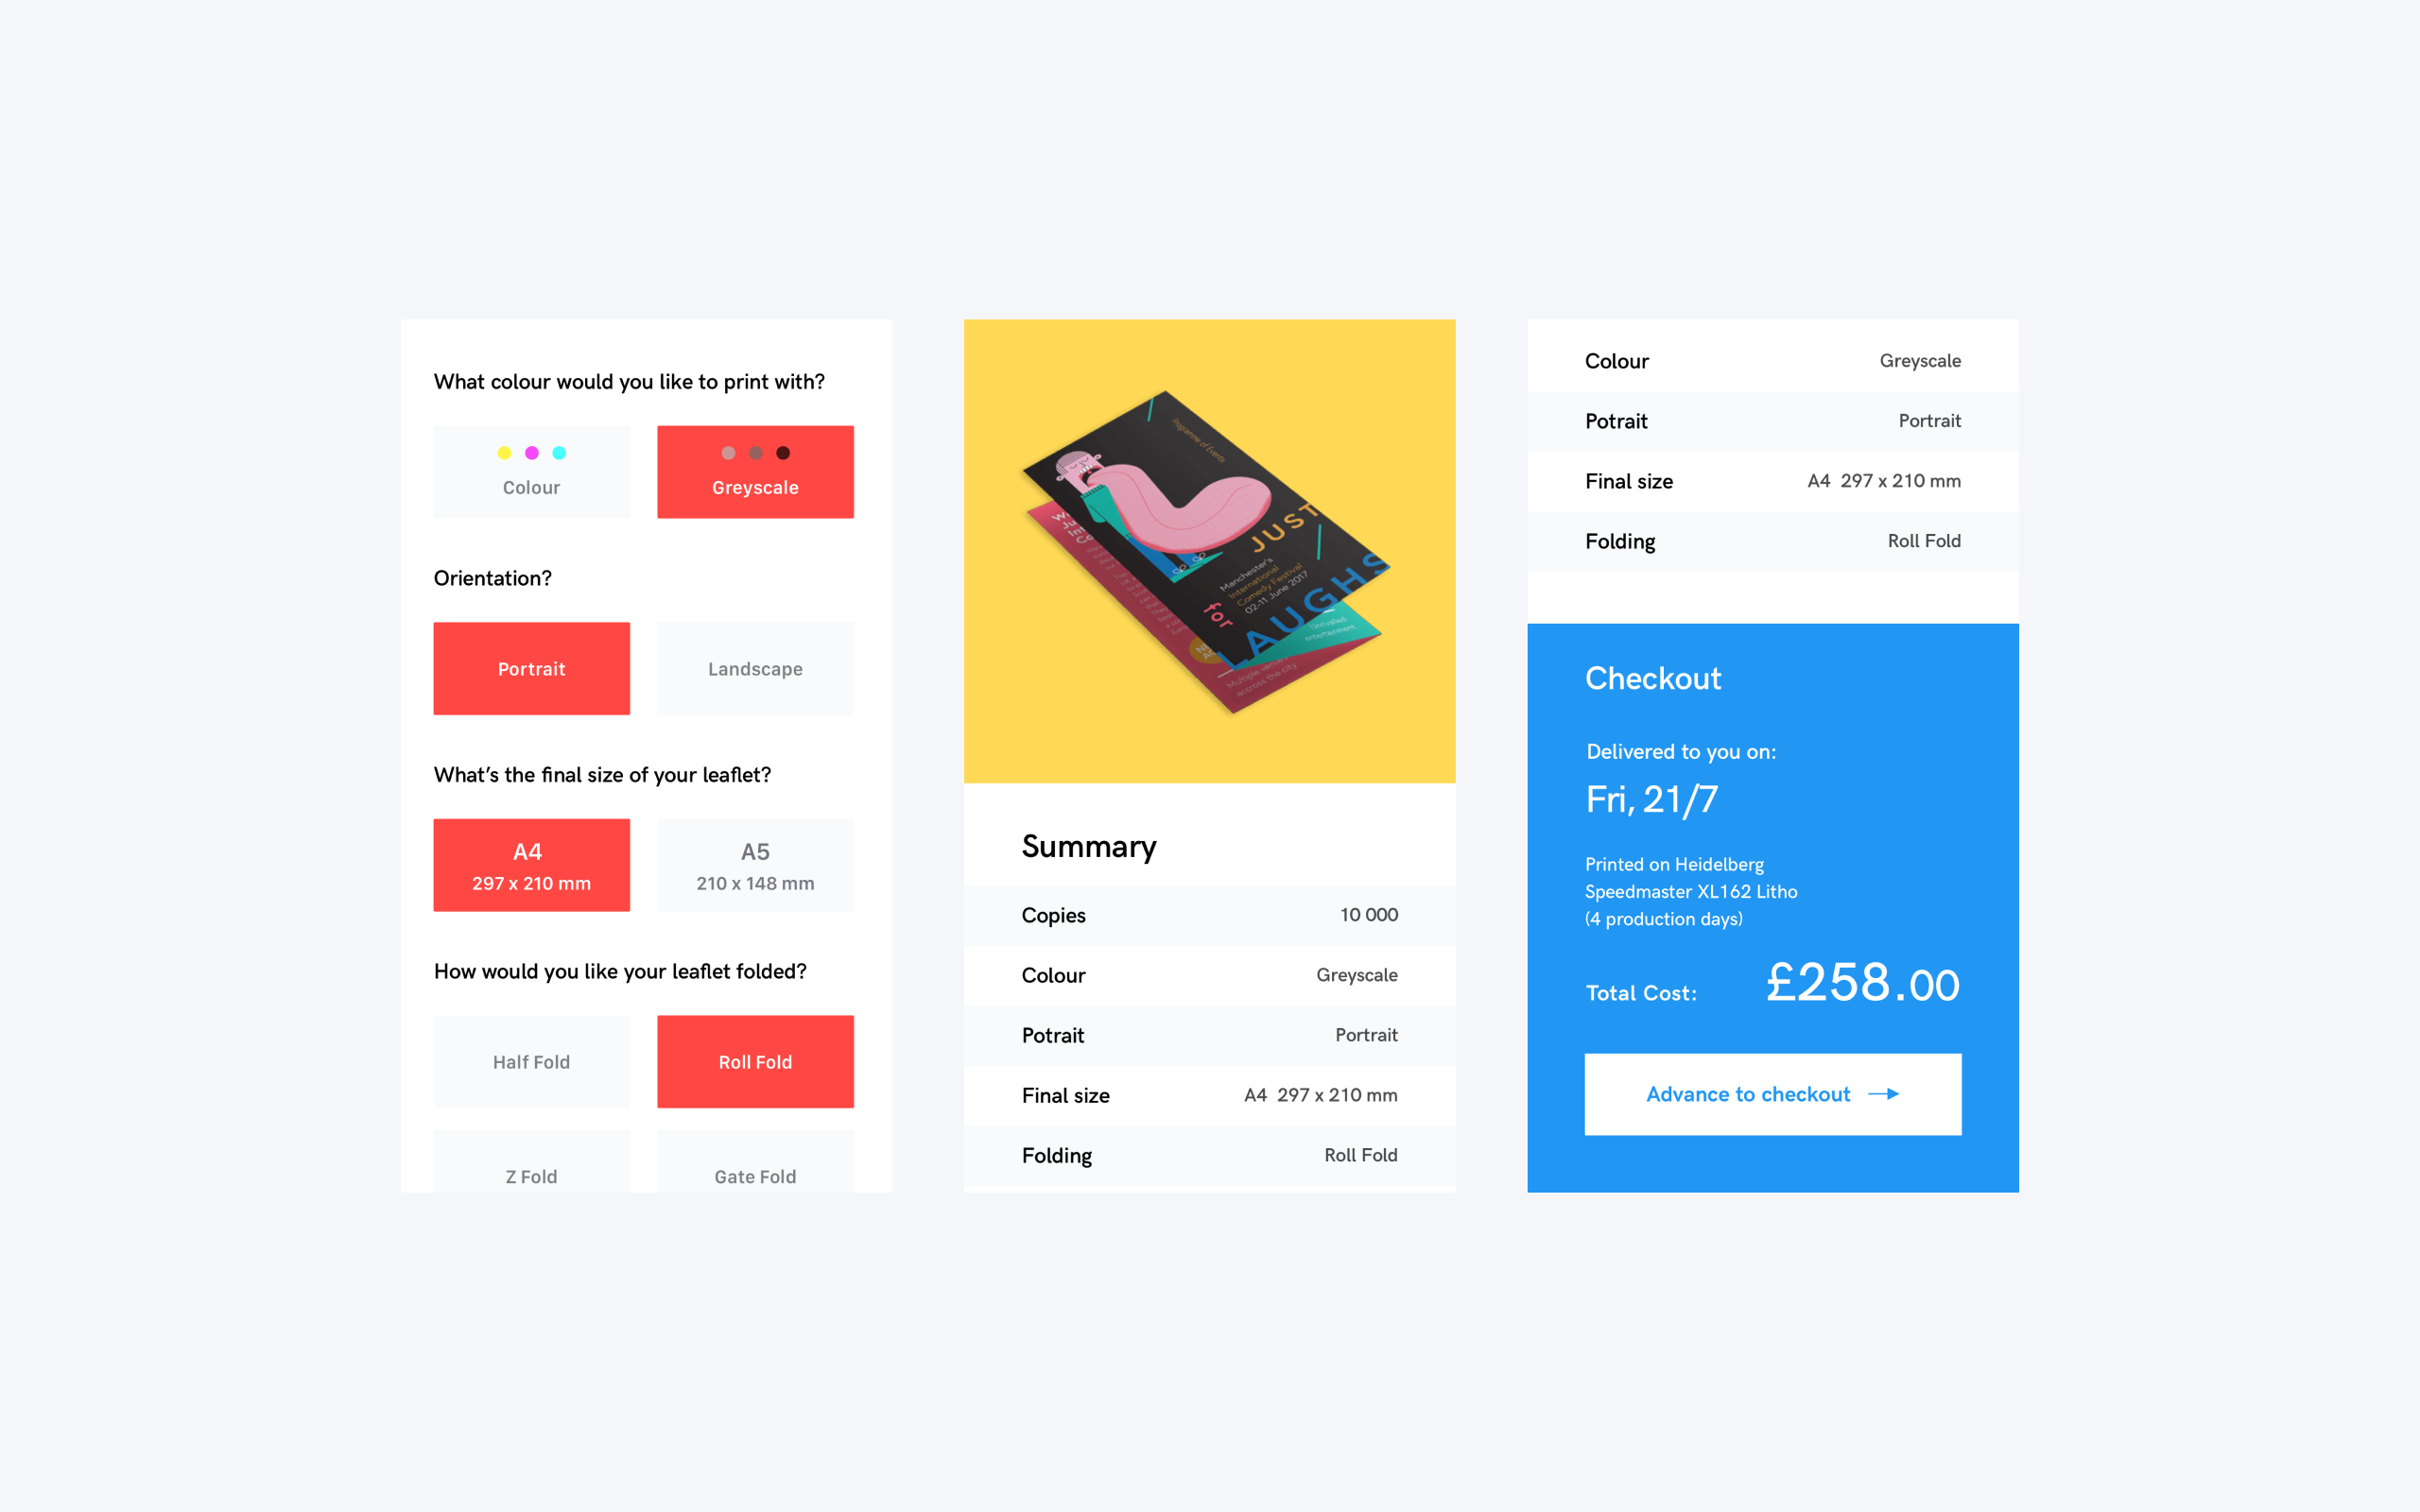 What colour would you like to print with?
Colour
Greyscale
Orientation?
Portrait
Landscape
What's the final size of your leaflet?
A4
297 x 210 mm
A5
210 x 148 mm
How would you like your leaflet folded?
Half Fold
Roll Fold
Z Fold
Gate Fold
Programme of Events
JUST
for
LAUGHS
Manchester's
International
Comedy Festival
02-11 June 2017
Unrivalled
entertainment.
Multiple venues
accross the city
Summary
Copies 10 000
Colour Greyscale
Potrait Portrait
Final size A4 297 x 210 mm
Folding Roll Fold
Colour Greyscale
Potrait Portrait
Final size A4 297 x 210 mm
Folding Roll Fold
Checkout
Delivered to you on:
Fri, 21/7
Printed on Heidelberg
Speedmaster XL162 Litho
(4 production days)
Total Cost: £258.00
Advance to checkout